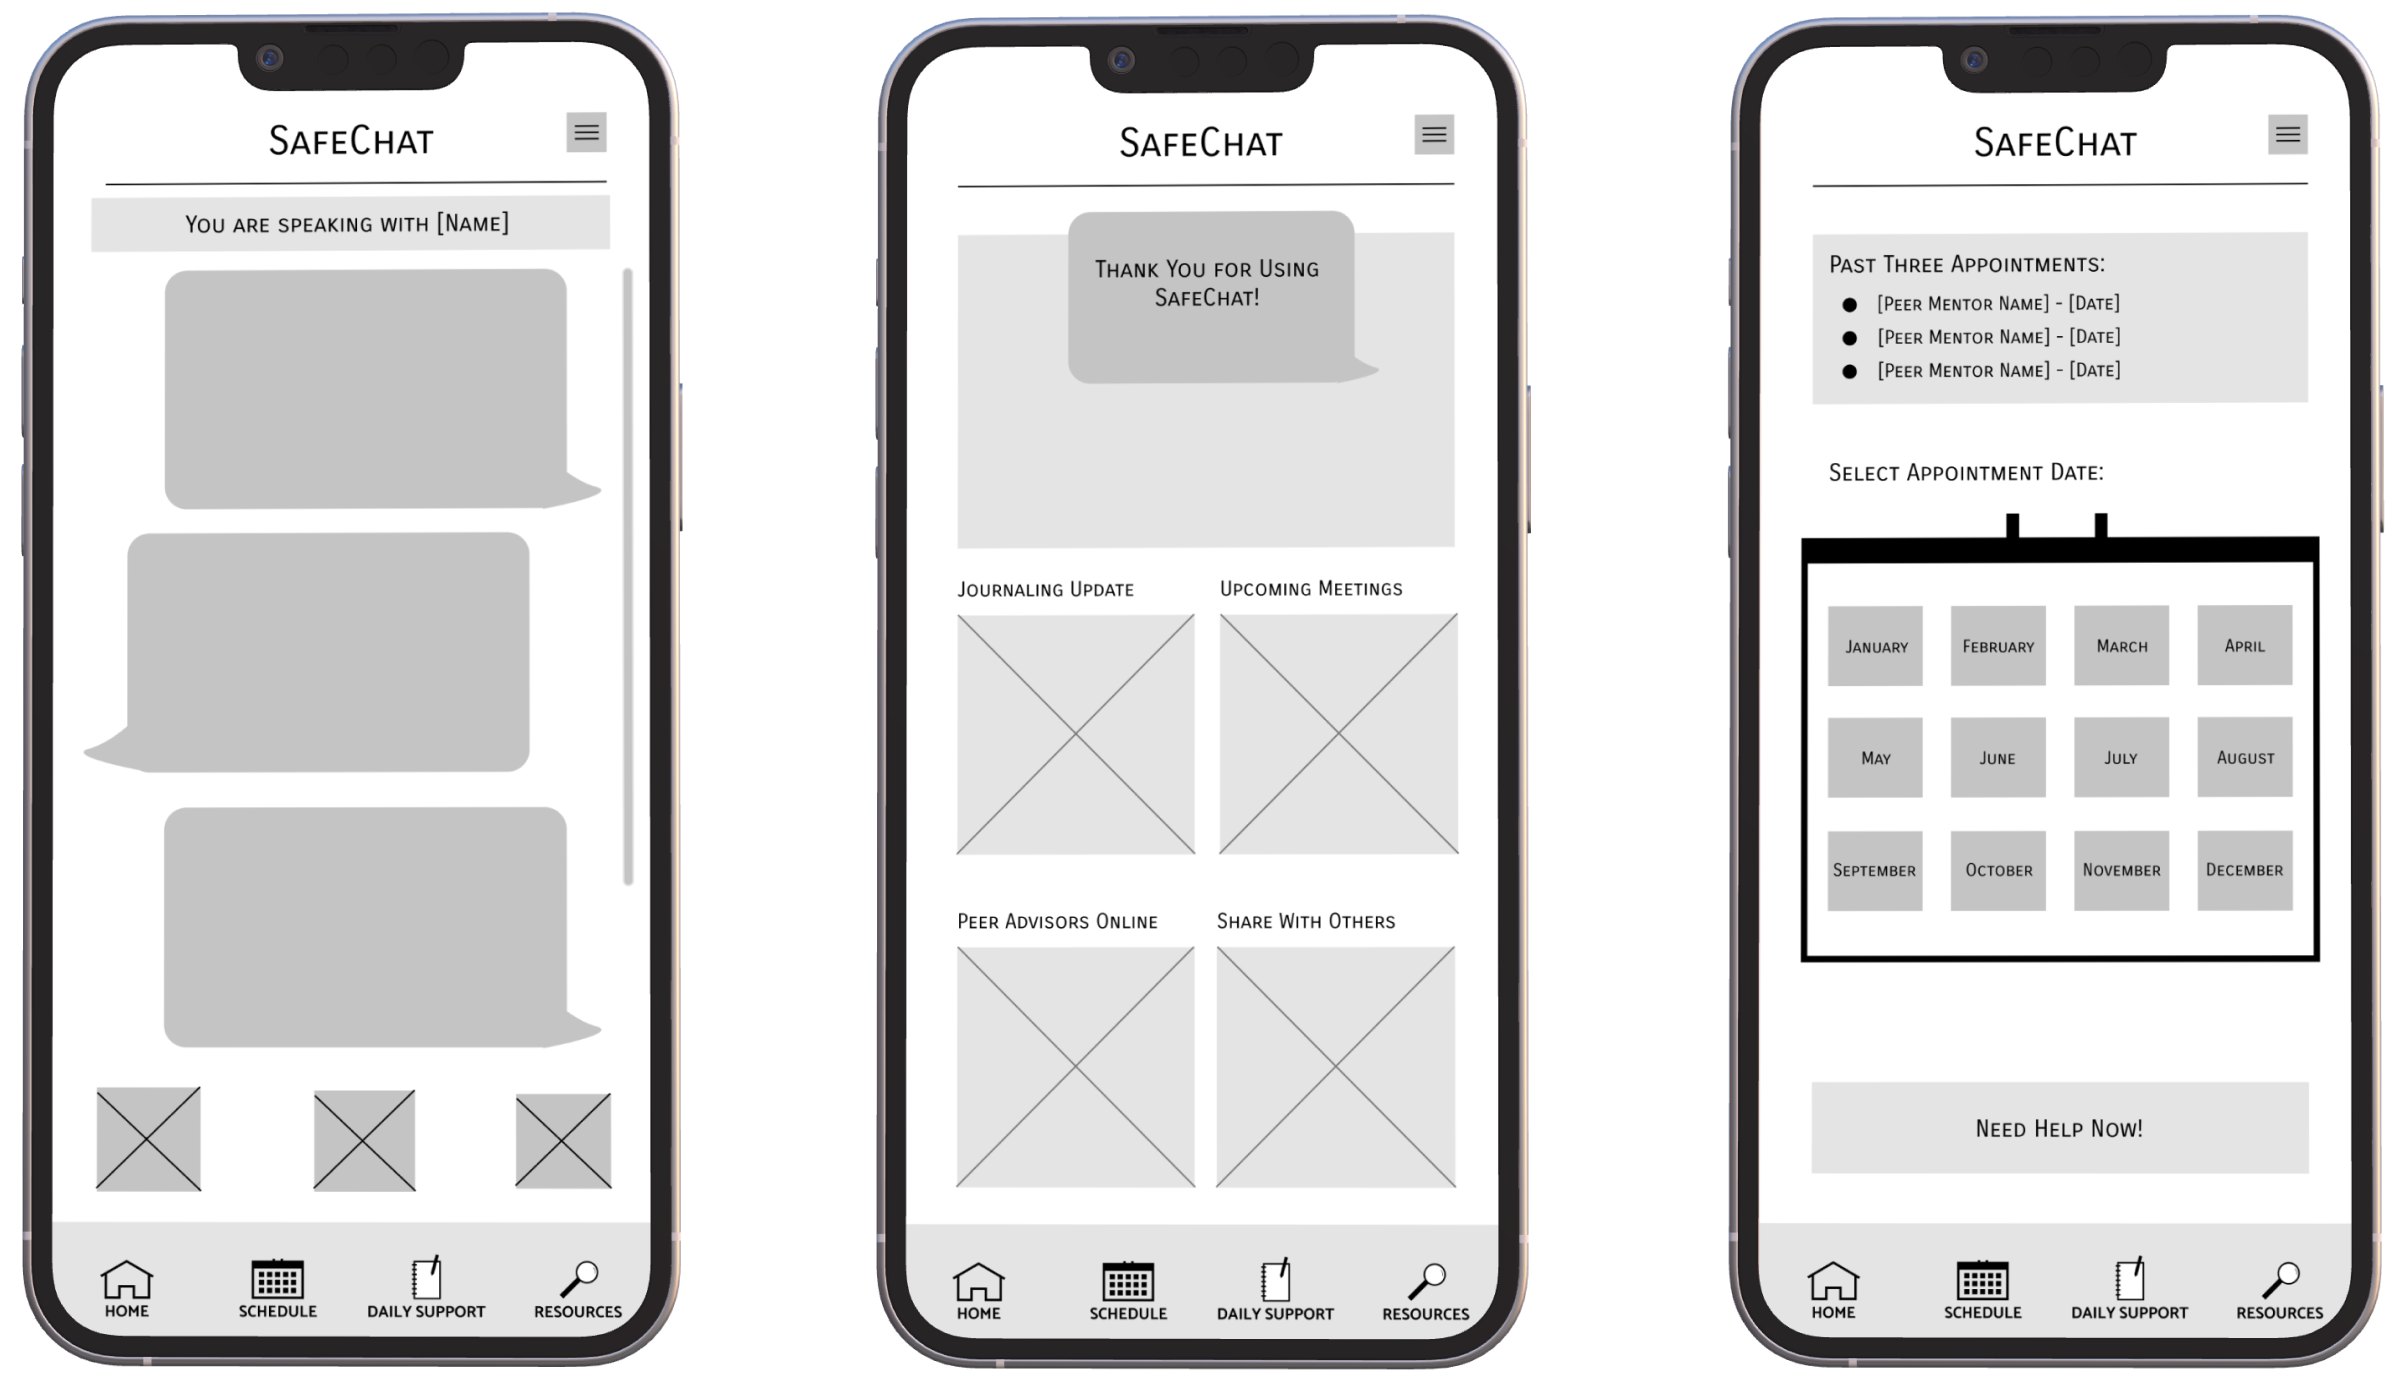 SafeChat
You are speaking with [Name]
HOME
SCHEDULE
DAILY SUPPORT
RESOURCES
SafeChat
Thank You for Using
SafeChat!
Journaling Update
Upcoming Meetings
Peer Advisors Online
Share With Others
HOME
SCHEDULE
DAILY SUPPORT
RESOURCES
SafeChat
Past Three Appointments:
[Peer Mentor Name] - [Date]
[Peer Mentor Name] - [Date]
[Peer Mentor Name] - [Date]
Select Appointment Date:
January
February
March
April
May
June
July
August
September
October
November
December
Need Help Now!
HOME
SCHEDULE
DAILY SUPPORT
RESOURCES